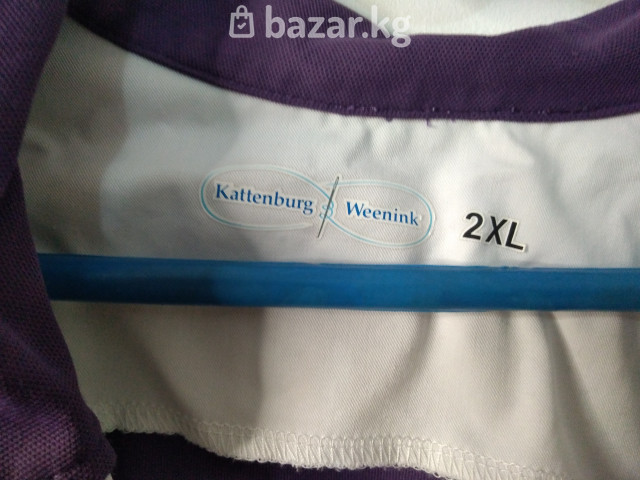 bazar.kg
Kattenburg & Weenink
2XL